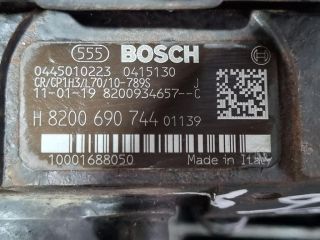 555 BOSCH
0445010223 0415130
CR/CP1H3/L70/10-789S J
11-01-19 8200934657--C
H 8200 690 744 01139
10001688050 Made in Italy